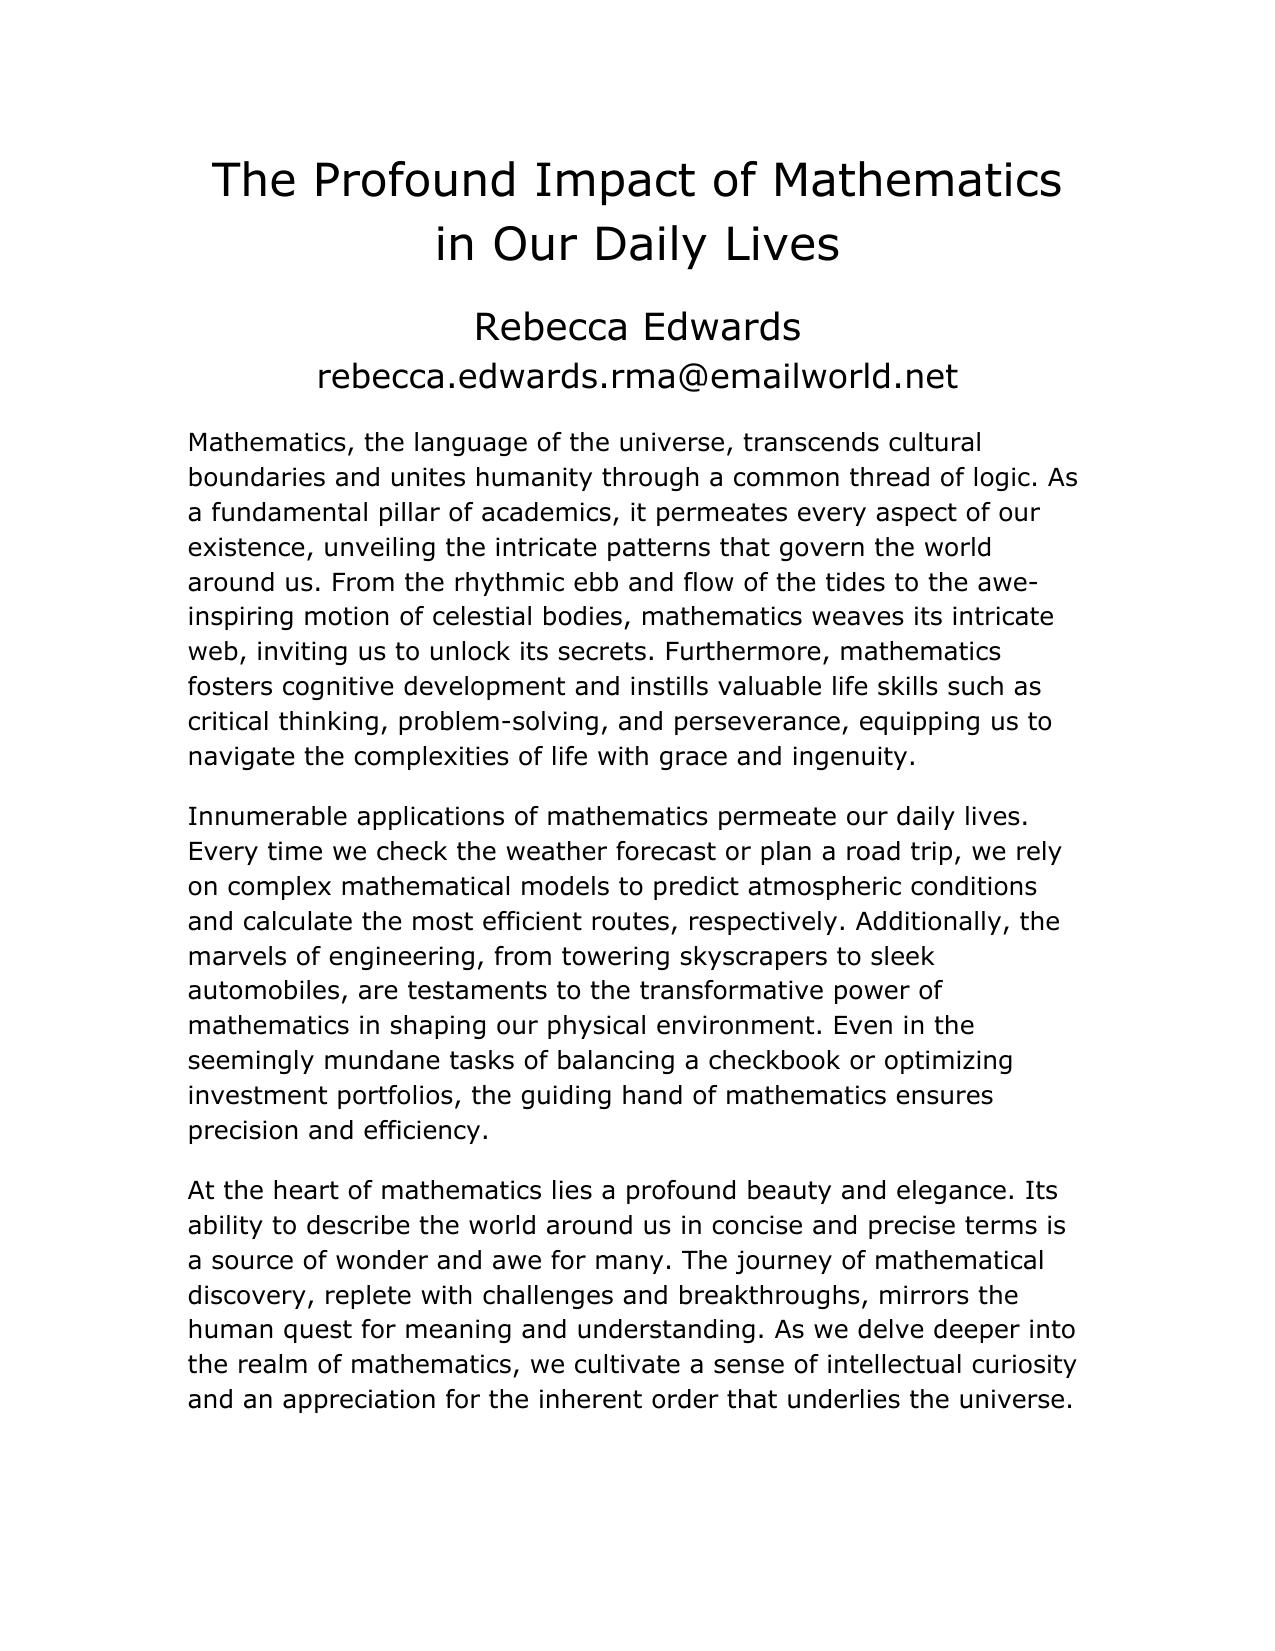 The Profound Impact of Mathematics
in Our Daily Lives
Rebecca Edwards
rebecca.edwards.rma@emailworld.net
Mathematics, the language of the universe, transcends cultural
boundaries and unites humanity through a common thread of logic. As
a fundamental pillar of academics, it permeates every aspect of our
existence, unveiling the intricate patterns that govern the world
around us. From the rhythmic ebb and flow of the tides to the awe-
inspiring motion of celestial bodies, mathematics weaves its intricate
web, inviting us to unlock its secrets. Furthermore, mathematics
fosters cognitive development and instills valuable life skills such as
critical thinking, problem-solving, and perseverance, equipping us to
navigate the complexities of life with grace and ingenuity.
Innumerable applications of mathematics permeate our daily lives.
Every time we check the weather forecast or plan a road trip, we rely
on complex mathematical models to predict atmospheric conditions
and calculate the most efficient routes, respectively. Additionally, the
marvels of engineering, from towering skyscrapers to sleek
automobiles, are testaments to the transformative power of
mathematics in shaping our physical environment. Even in the
seemingly mundane tasks of balancing a checkbook or optimizing
investment portfolios, the guiding hand of mathematics ensures
precision and efficiency.
At the heart of mathematics lies a profound beauty and elegance. Its
ability to describe the world around us in concise and precise terms is
a source of wonder and awe for many. The journey of mathematical
discovery, replete with challenges and breakthroughs, mirrors the
human quest for meaning and understanding. As we delve deeper into
the realm of mathematics, we cultivate a sense of intellectual curiosity
and an appreciation for the inherent order that underlies the universe.